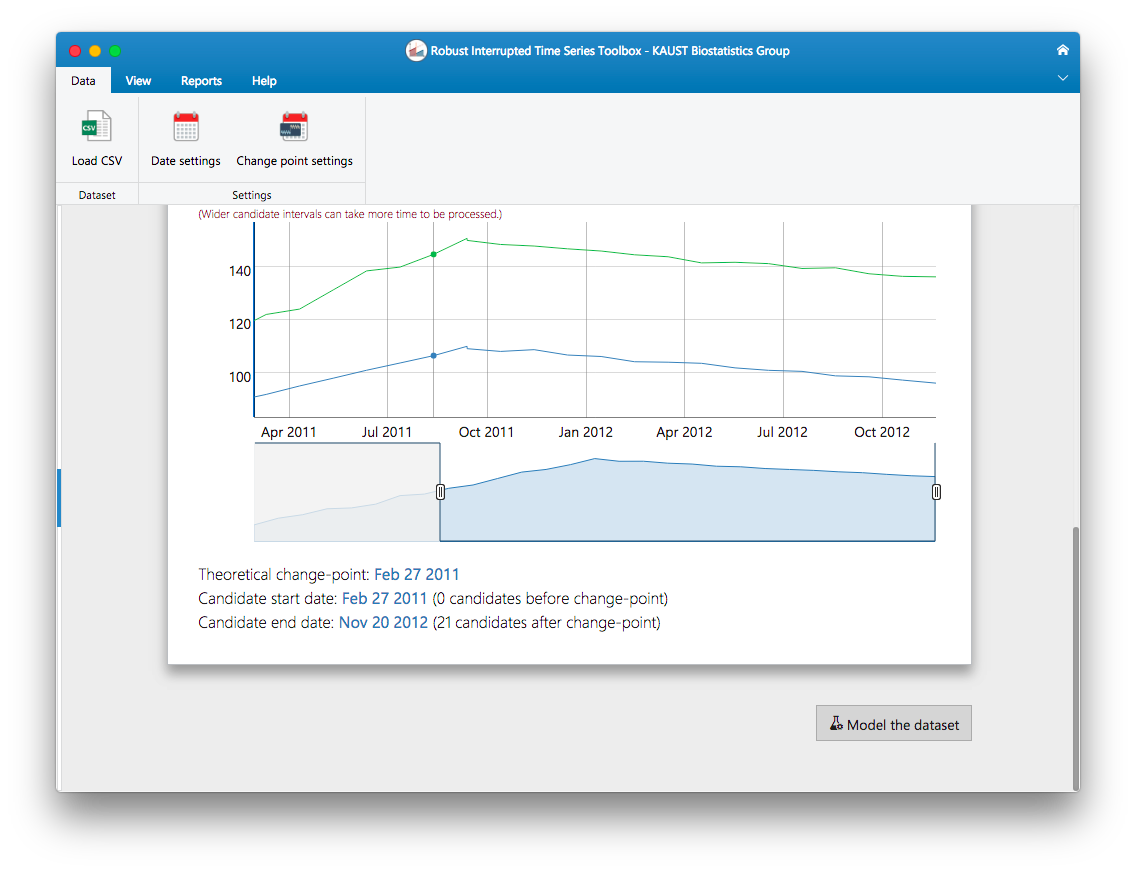 Robust Interrupted Time Series Toolbox - KAUST Biostatistics Group
Data View Reports Help
CSV
Load CSV Date settings Change point settings
Dataset Settings
(Wider candidate intervals can take more time to be processed.)
140
120
100
Apr 2011 Jul 2011 Oct 2011 Jan 2012 Apr 2012 Jul 2012 Oct 2012
Theoretical change-point: Feb 27 2011
Candidate start date: Feb 27 2011 (0 candidates before change-point)
Candidate end date: Nov 20 2012 (21 candidates after change-point)
Model the dataset